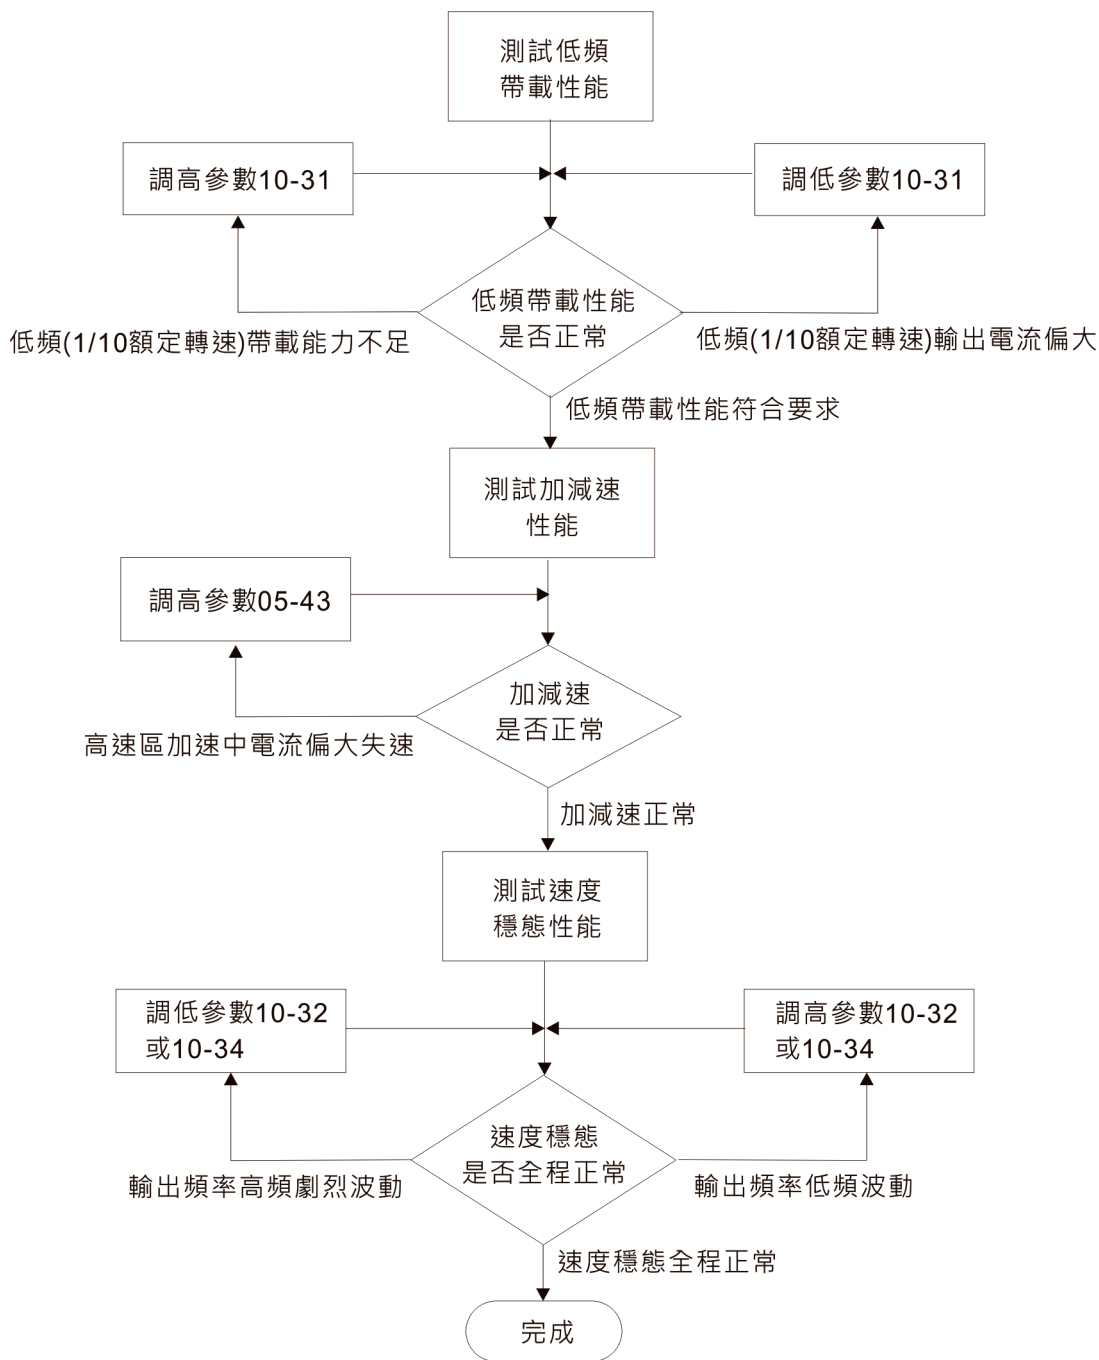 測試低頻
帶載性能
調高參數10-31
調低參數10-31
低頻帶載性能
是否正常
低頻(1/10額定轉速)帶載能力不足
低頻(1/10額定轉速)輸出電流偏大
低頻帶載性能符合要求
測試加減速
性能
調高參數05-43
加減速
是否正常
高速區加速中電流偏大失速
加減速正常
測試速度
穩態性能
調低參數10-32
或10-34
調高參數10-32
或10-34
速度穩態
是否全程正常
輸出頻率高頻劇烈波動
輸出頻率低頻波動
速度穩態全程正常
完成